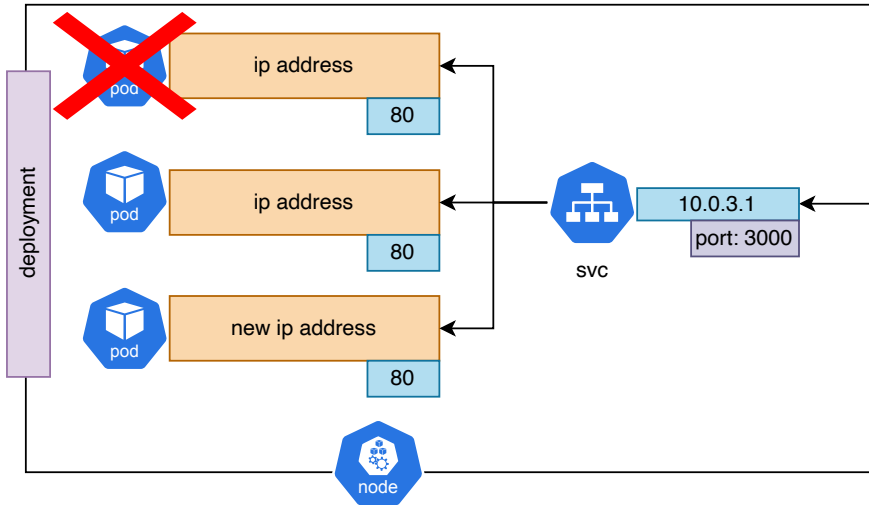 pod
ip address
80
deployment
pod
ip address
80
10.0.3.1
port: 3000
svc
pod
new ip address
80
node